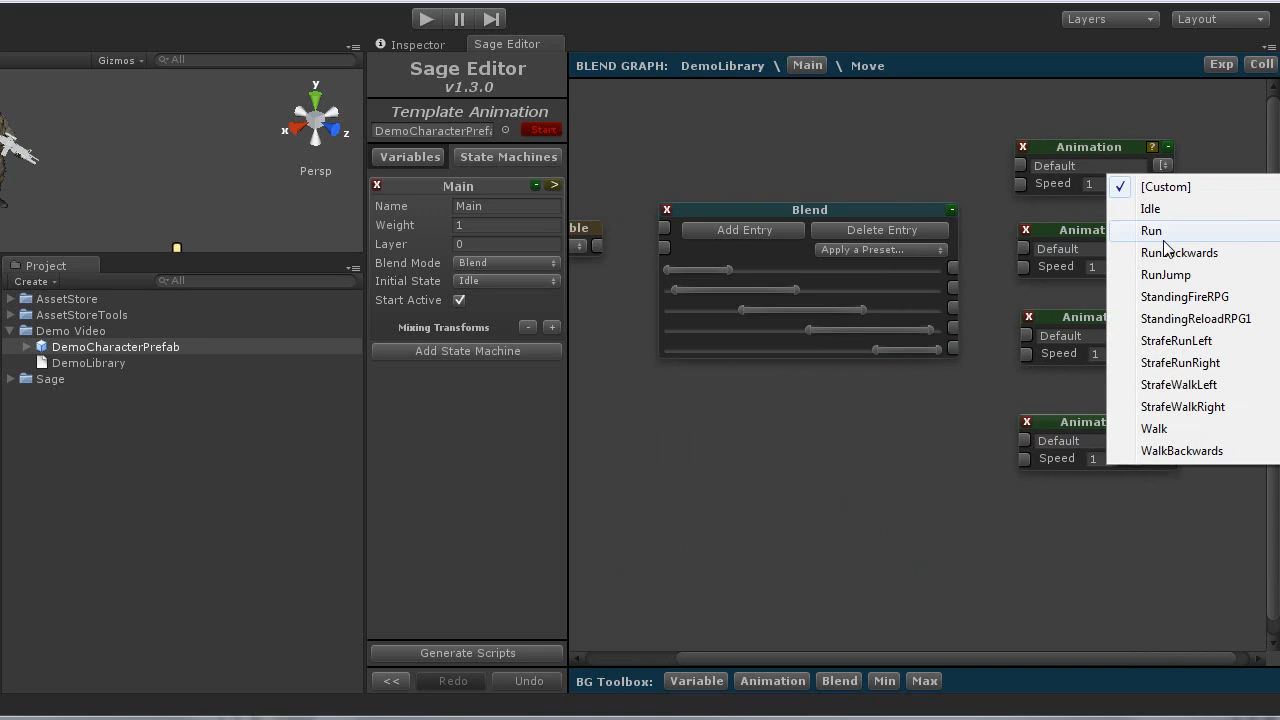 Layers
Layout
Gizmos
All
y
x
z
Persp
Project
Create
All
AssetStore
AssetStoreTools
Demo Video
DemoCharacterPrefab
DemoLibrary
Sage
Inspector
Sage Editor
Sage Editor
v1.3.0
Template Animation
DemoCharacterPrefa
Start
Variables
State Machines
X
Main
-
>
Name
Main
Weight
1
Layer
0
Blend Mode
Blend
Initial State
Idle
Start Active
Mixing Transforms
-
+
Add State Machine
Generate Scripts
<<
Redo
Undo
BLEND GRAPH: DemoLibrary \ Main \ Move
Exp
Coll
ble
X
Blend
-
Add Entry
Delete Entry
Apply a Preset...
X
Animation
?
-
Default
[
Speed
1
X
Animat
Default
Speed
1
X
Animat
Default
Speed
1
X
Animat
Default
Speed
1
[Custom]
Idle
Run
RunBackwards
RunJump
StandingFireRPG
StandingReloadRPG1
StrafeRunLeft
StrafeRunRight
StrafeWalkLeft
StrafeWalkRight
Walk
WalkBackwards
BG Toolbox:
Variable
Animation
Blend
Min
Max